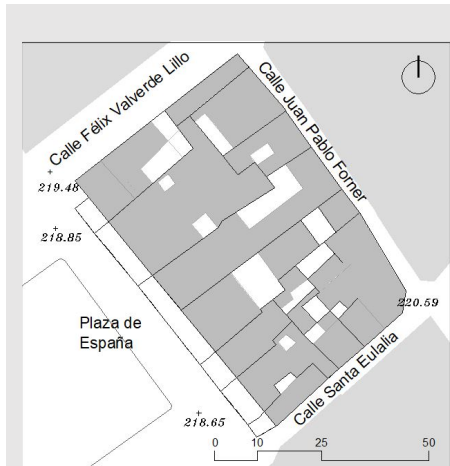 Calle Félix Valverde Lillo
Calle Juan Pablo Forner
219.48
218.85
220.59
Plaza de
España
Calle Santa Eulalia
218.65
0 10 25 50